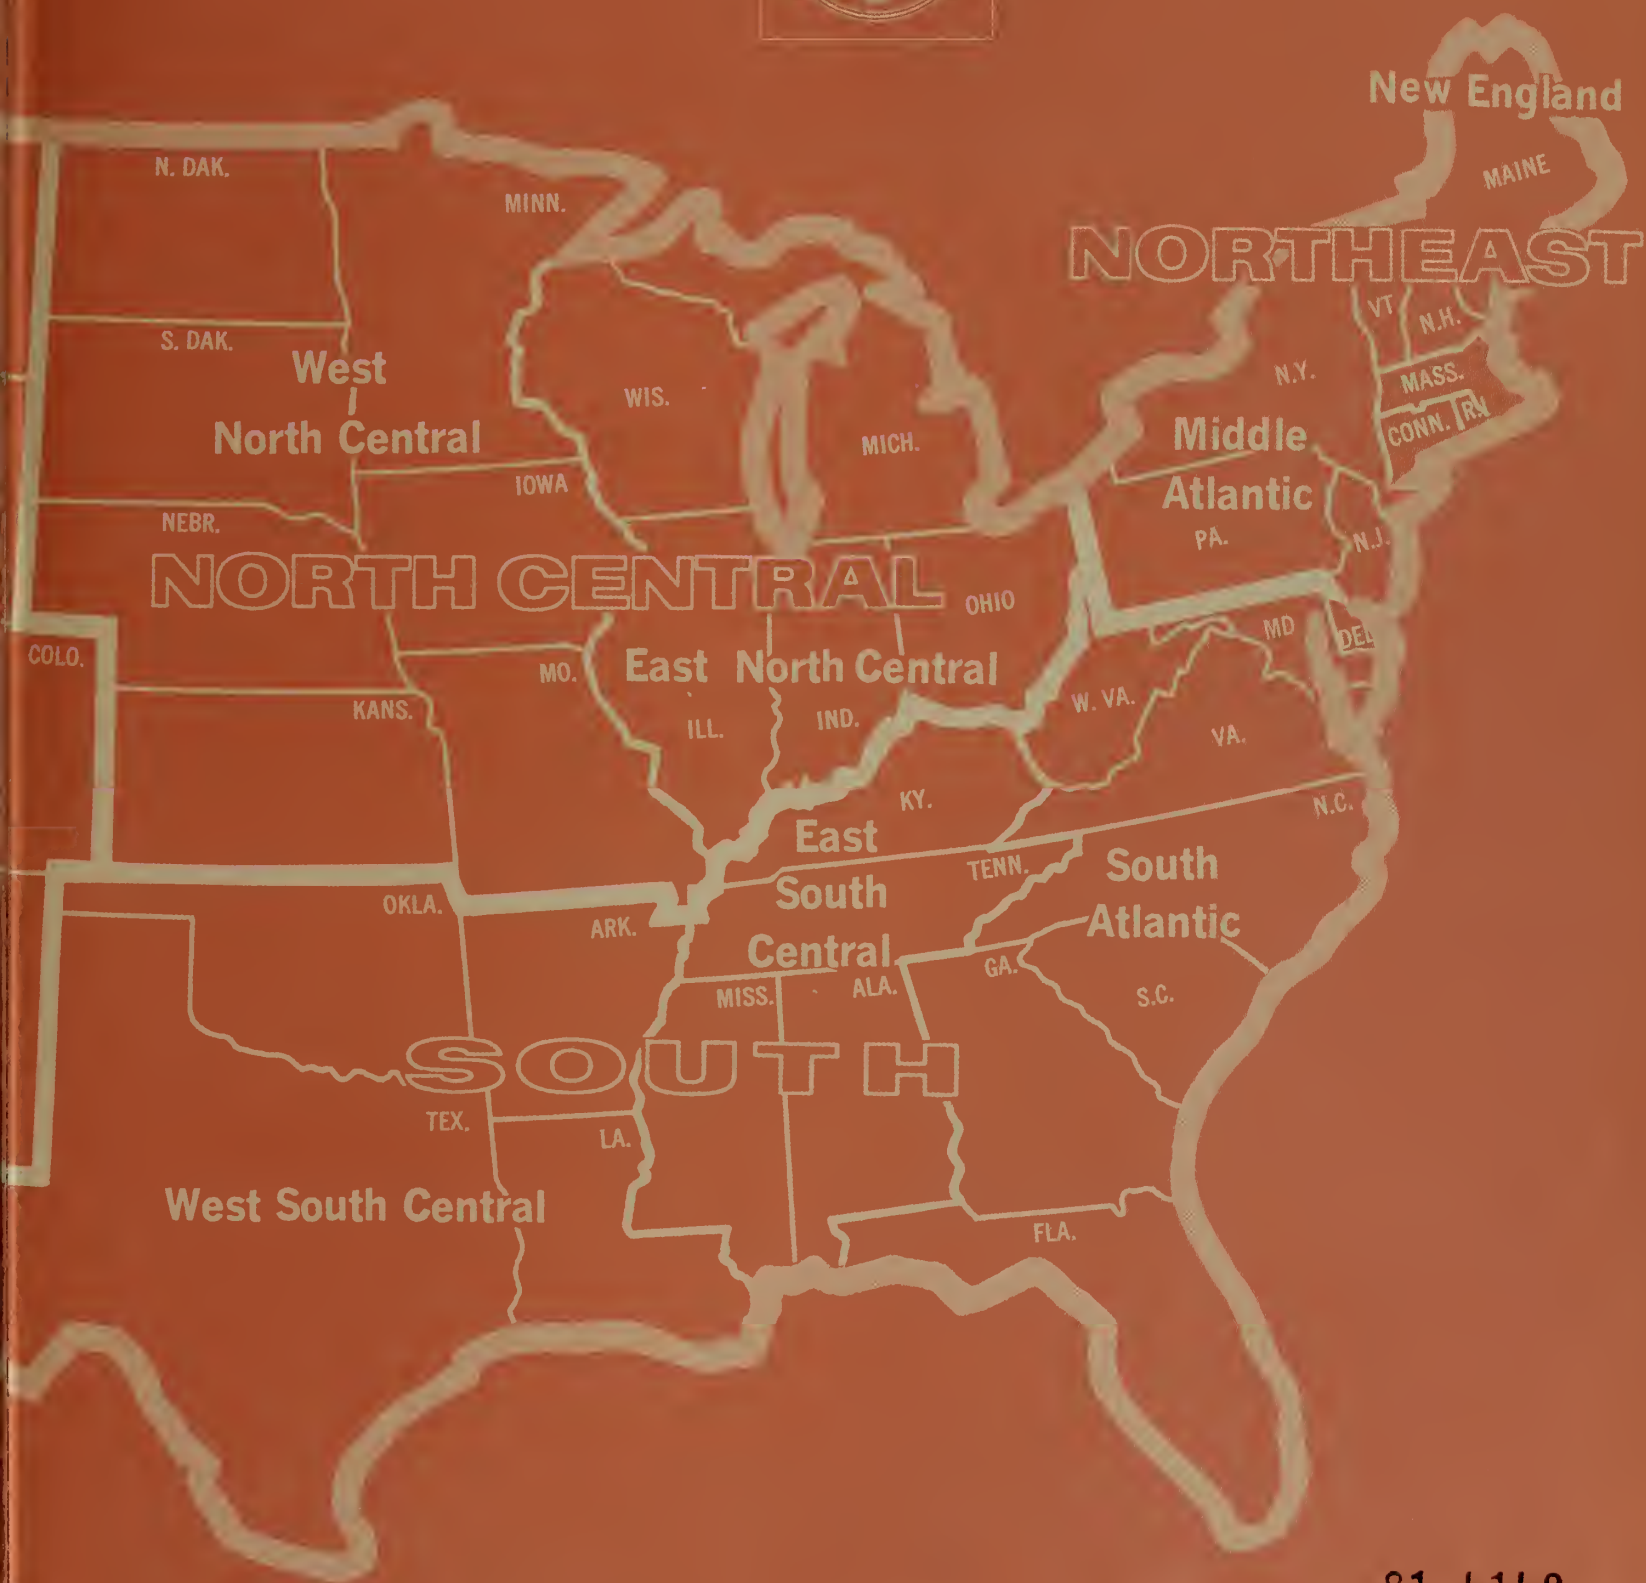 New England
MAINE
N. DAK.
MINN.
NORTHEAST
VT
N.H.
S. DAK.
West
North Central
WIS.
MICH.
N.Y.
MASS.
CONN.
R.I.
Middle
Atlantic
IOWA
NEBR.
PA.
N.J.
NORTH CENTRAL
OHIO
MD
DEL
COLO.
MO.
East North Central
KANS.
ILL.
IND.
W. VA.
VA.
KY.
N.C.
East
South
Central
TENN.
South
Atlantic
OKLA.
ARK.
MISS.
ALA.
GA.
S.C.
SOUTH
TEX.
LA.
West South Central
FLA.